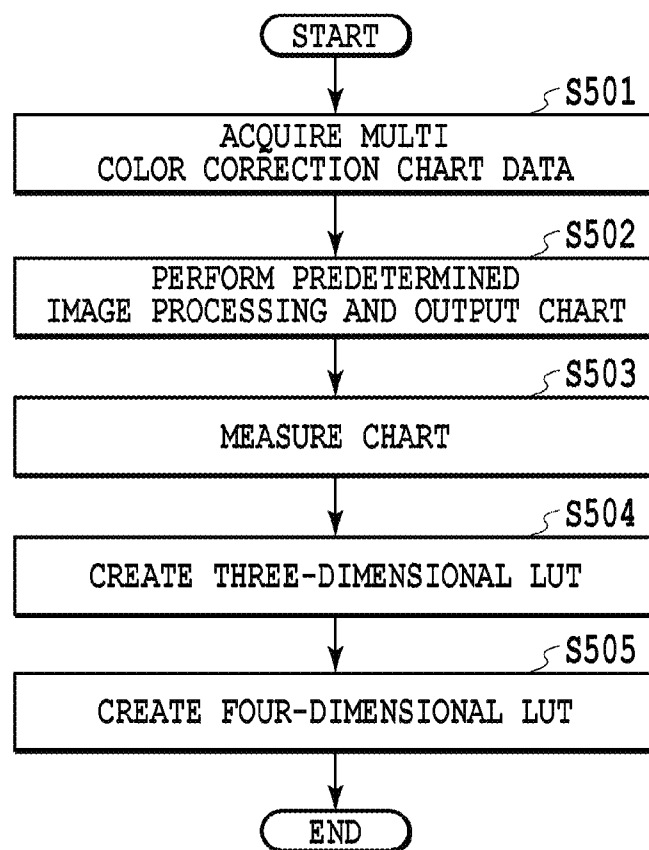 START
S501
ACQUIRE MULTI
COLOR CORRECTION CHART DATA
S502
PERFORM PREDETERMINED
IMAGE PROCESSING AND OUTPUT CHART
S503
MEASURE CHART
S504
CREATE THREE-DIMENSIONAL LUT
S505
CREATE FOUR-DIMENSIONAL LUT
END